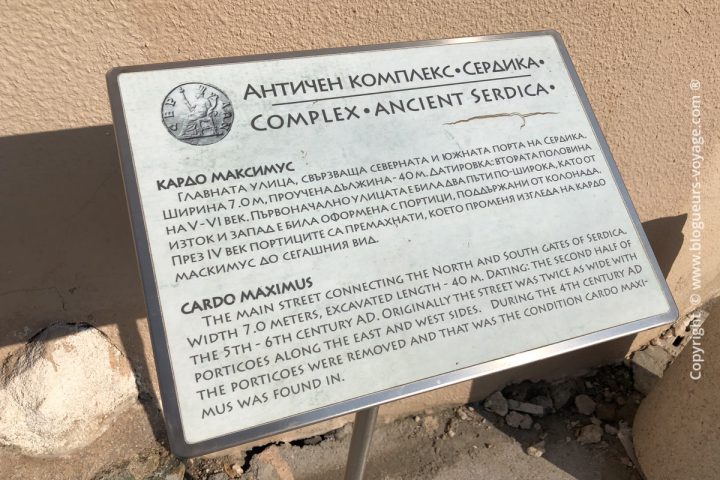 АНТИЧЕН КОМПЛЕКС•СЕРДИКА•
COMPLEX•ANCIENT SERDICA•
КАРДО МАКСИМУС
ГЛАВНАТА УЛИЦА, СВЪРЗВАЩА СЕВЕРНАТА И ЮЖНАТА ПОРТА НА СЕРДИКА.
ШИРИНА 7.0 М, ПРОУЧЕНА ДЪЛЖИНА - 40 М. ДАТИРОВКА: ВТОРАТА ПОЛОВИНА
НА V - VI ВЕК. ПЪРВОНАЧАЛНО УЛИЦАТА Е БИЛА ДВА ПЪТИ ПО-ШИРОКА, КАТО ОТ
ИЗТОК И ЗАПАД Е БИЛА ОФОРМЕНА С ПОРТИЦИ, ПОДДЪРЖАНИ ОТ КОЛОНАДА.
ПРЕЗ IV ВЕК ПОРТИЦИТЕ СА ПРЕМАХНАТИ, КОЕТО ПРОМЕНЯ ИЗГЛЕДА НА КАРДО
МАСКИМУС ДО СЕГАШНИЯ ВИД.
CARDO MAXIMUS
THE MAIN STREET CONNECTING THE NORTH AND SOUTH GATES OF SERDICA.
WIDTH 7.0 METERS, EXCAVATED LENGTH - 40 M. DATING: THE SECOND HALF OF
THE 5TH - 6TH CENTURY AD. ORIGINALLY THE STREET WAS TWICE AS WIDE WITH
PORTICOES ALONG THE EAST AND WEST SIDES. DURING THE 4TH CENTURY AD
THE PORTICOES WERE REMOVED AND THAT WAS THE CONDITION CARDO MAXI-
MUS WAS FOUND IN.
Copyright © www.blogueurs-voyage.com ®